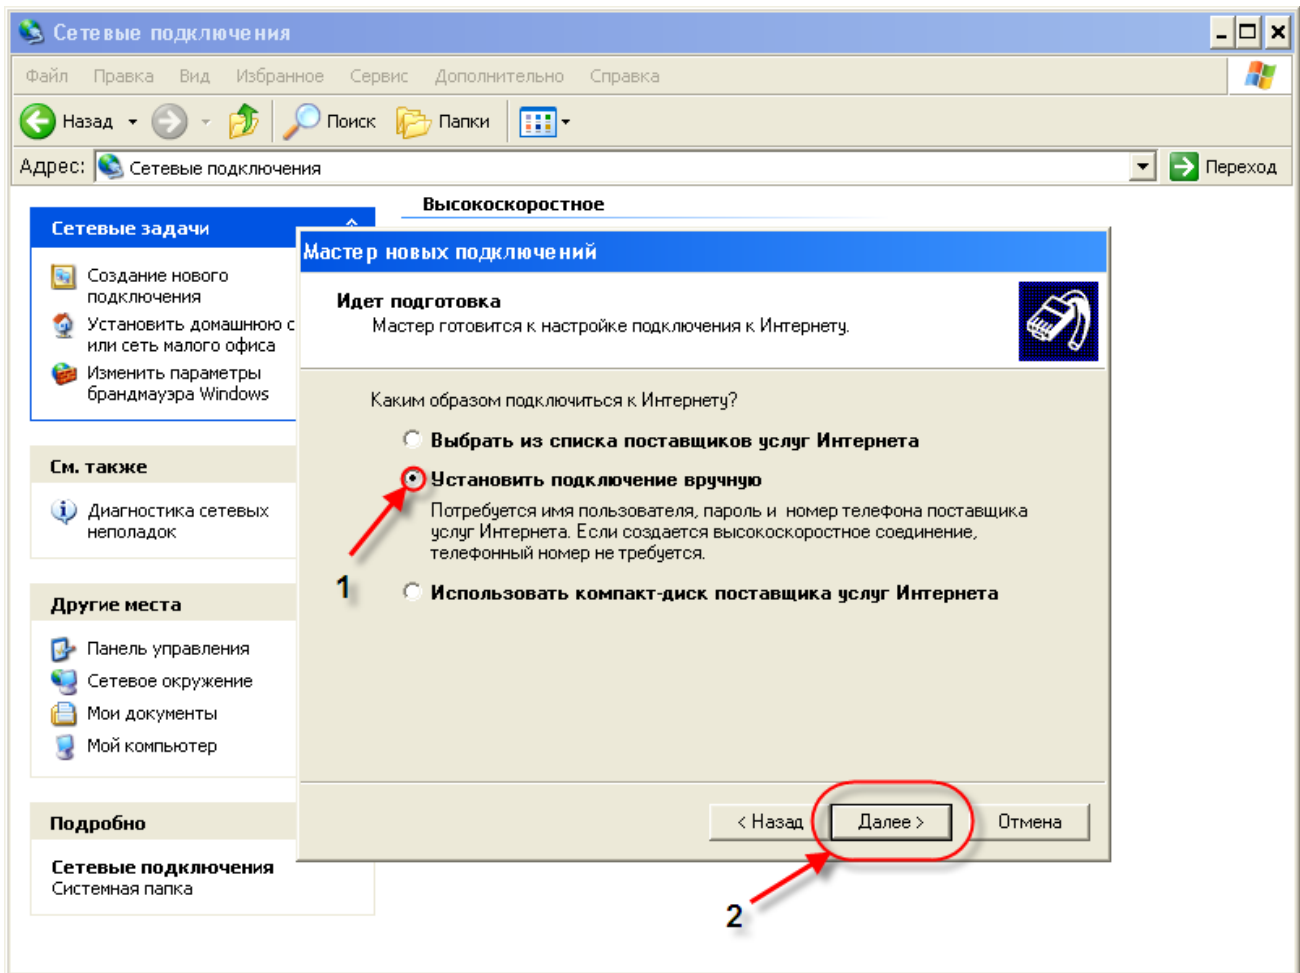 Сетевые подключения
Файл Правка Вид Избранное Сервис Дополнительно Справка
Назад Поиск Папки
Адрес: Сетевые подключения Переход
Высокоскоростное
Сетевые задачи
Создание нового
подключения
Установить домашнюю с
или сеть малого офиса
Изменить параметры
брандмауэра Windows
См. также
Диагностика сетевых
неполадок
Другие места
Панель управления
Сетевое окружение
Мои документы
Мой компьютер
Подробно
Сетевые подключения
Системная папка
Мастер новых подключений
Идет подготовка
Мастер готовится к настройке подключения к Интернету.
Каким образом подключиться к Интернету?
Выбрать из списка поставщиков услуг Интернета
Установить подключение вручную
Потребуется имя пользователя, пароль и номер телефона поставщика
услуг Интернета. Если создается высокоскоростное соединение,
телефонный номер не требуется.
1
Использовать компакт-диск поставщика услуг Интернета
< Назад Далее > Отмена
2